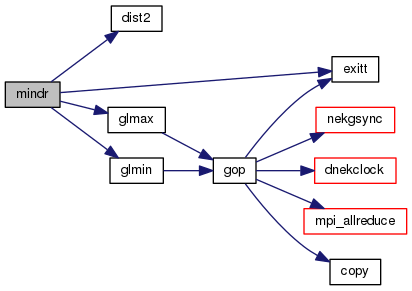 dist2
mindr
exitt
glmax
nekgsync
glmin
gop
dnekclock
mpi_allreduce
copy